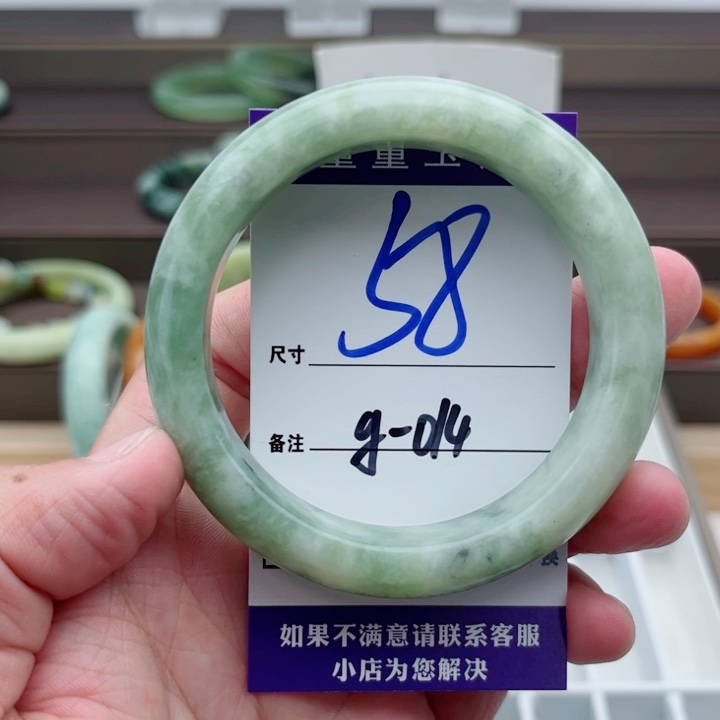 58
尺寸
备注 g-014
如果不满意请联系客服
小店为您解决